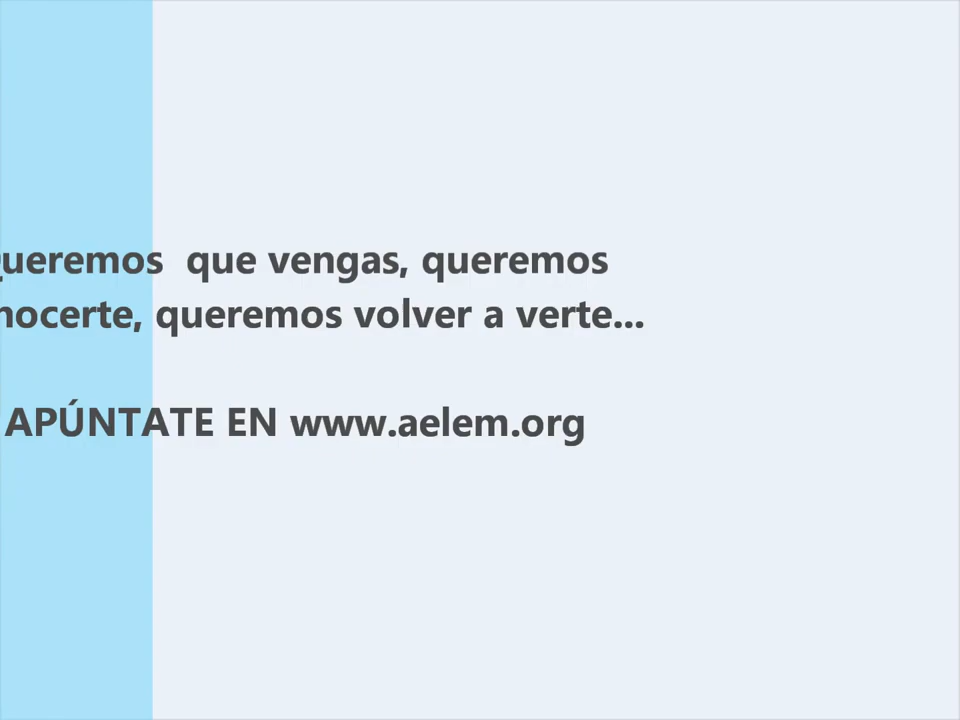 queremos que vengas, queremos
nocerte, queremos volver a verte...
APÚNTATE EN www.aelem.org